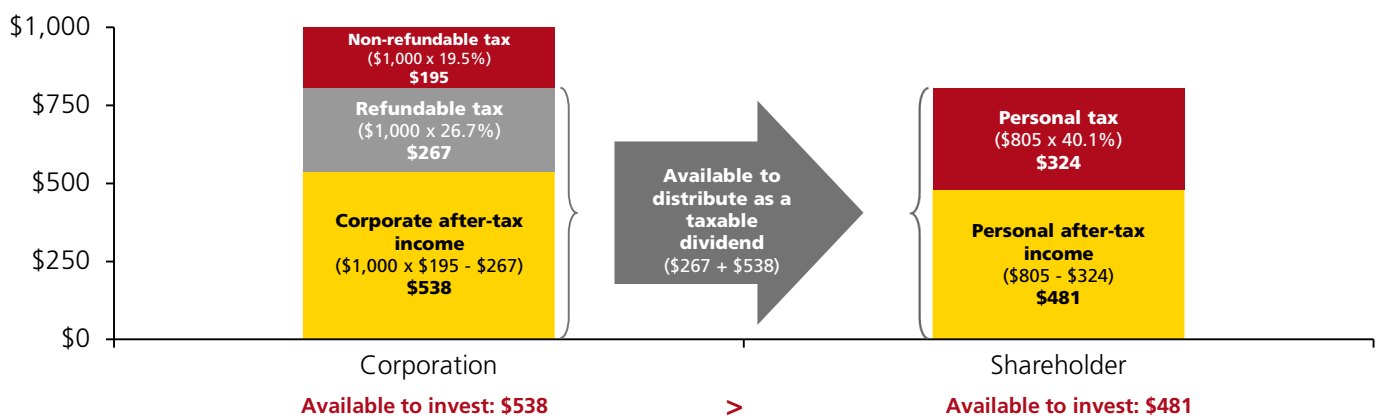 $1,000
$750
$500
$250
$0
Non-refundable tax
($1,000 x 19.5%)
$195
Refundable tax
($1,000 x 26.7%)
$267
Corporate after-tax
income
($1,000 x $195 - $267)
$538
Available to
distribute as a
taxable
dividend
($267 + $538)
Personal tax
($805 x 40.1%)
$324
Personal after-tax
income
($805 - $324)
$481
Corporation
Shareholder
Available to invest: $538
>
Available to invest: $481